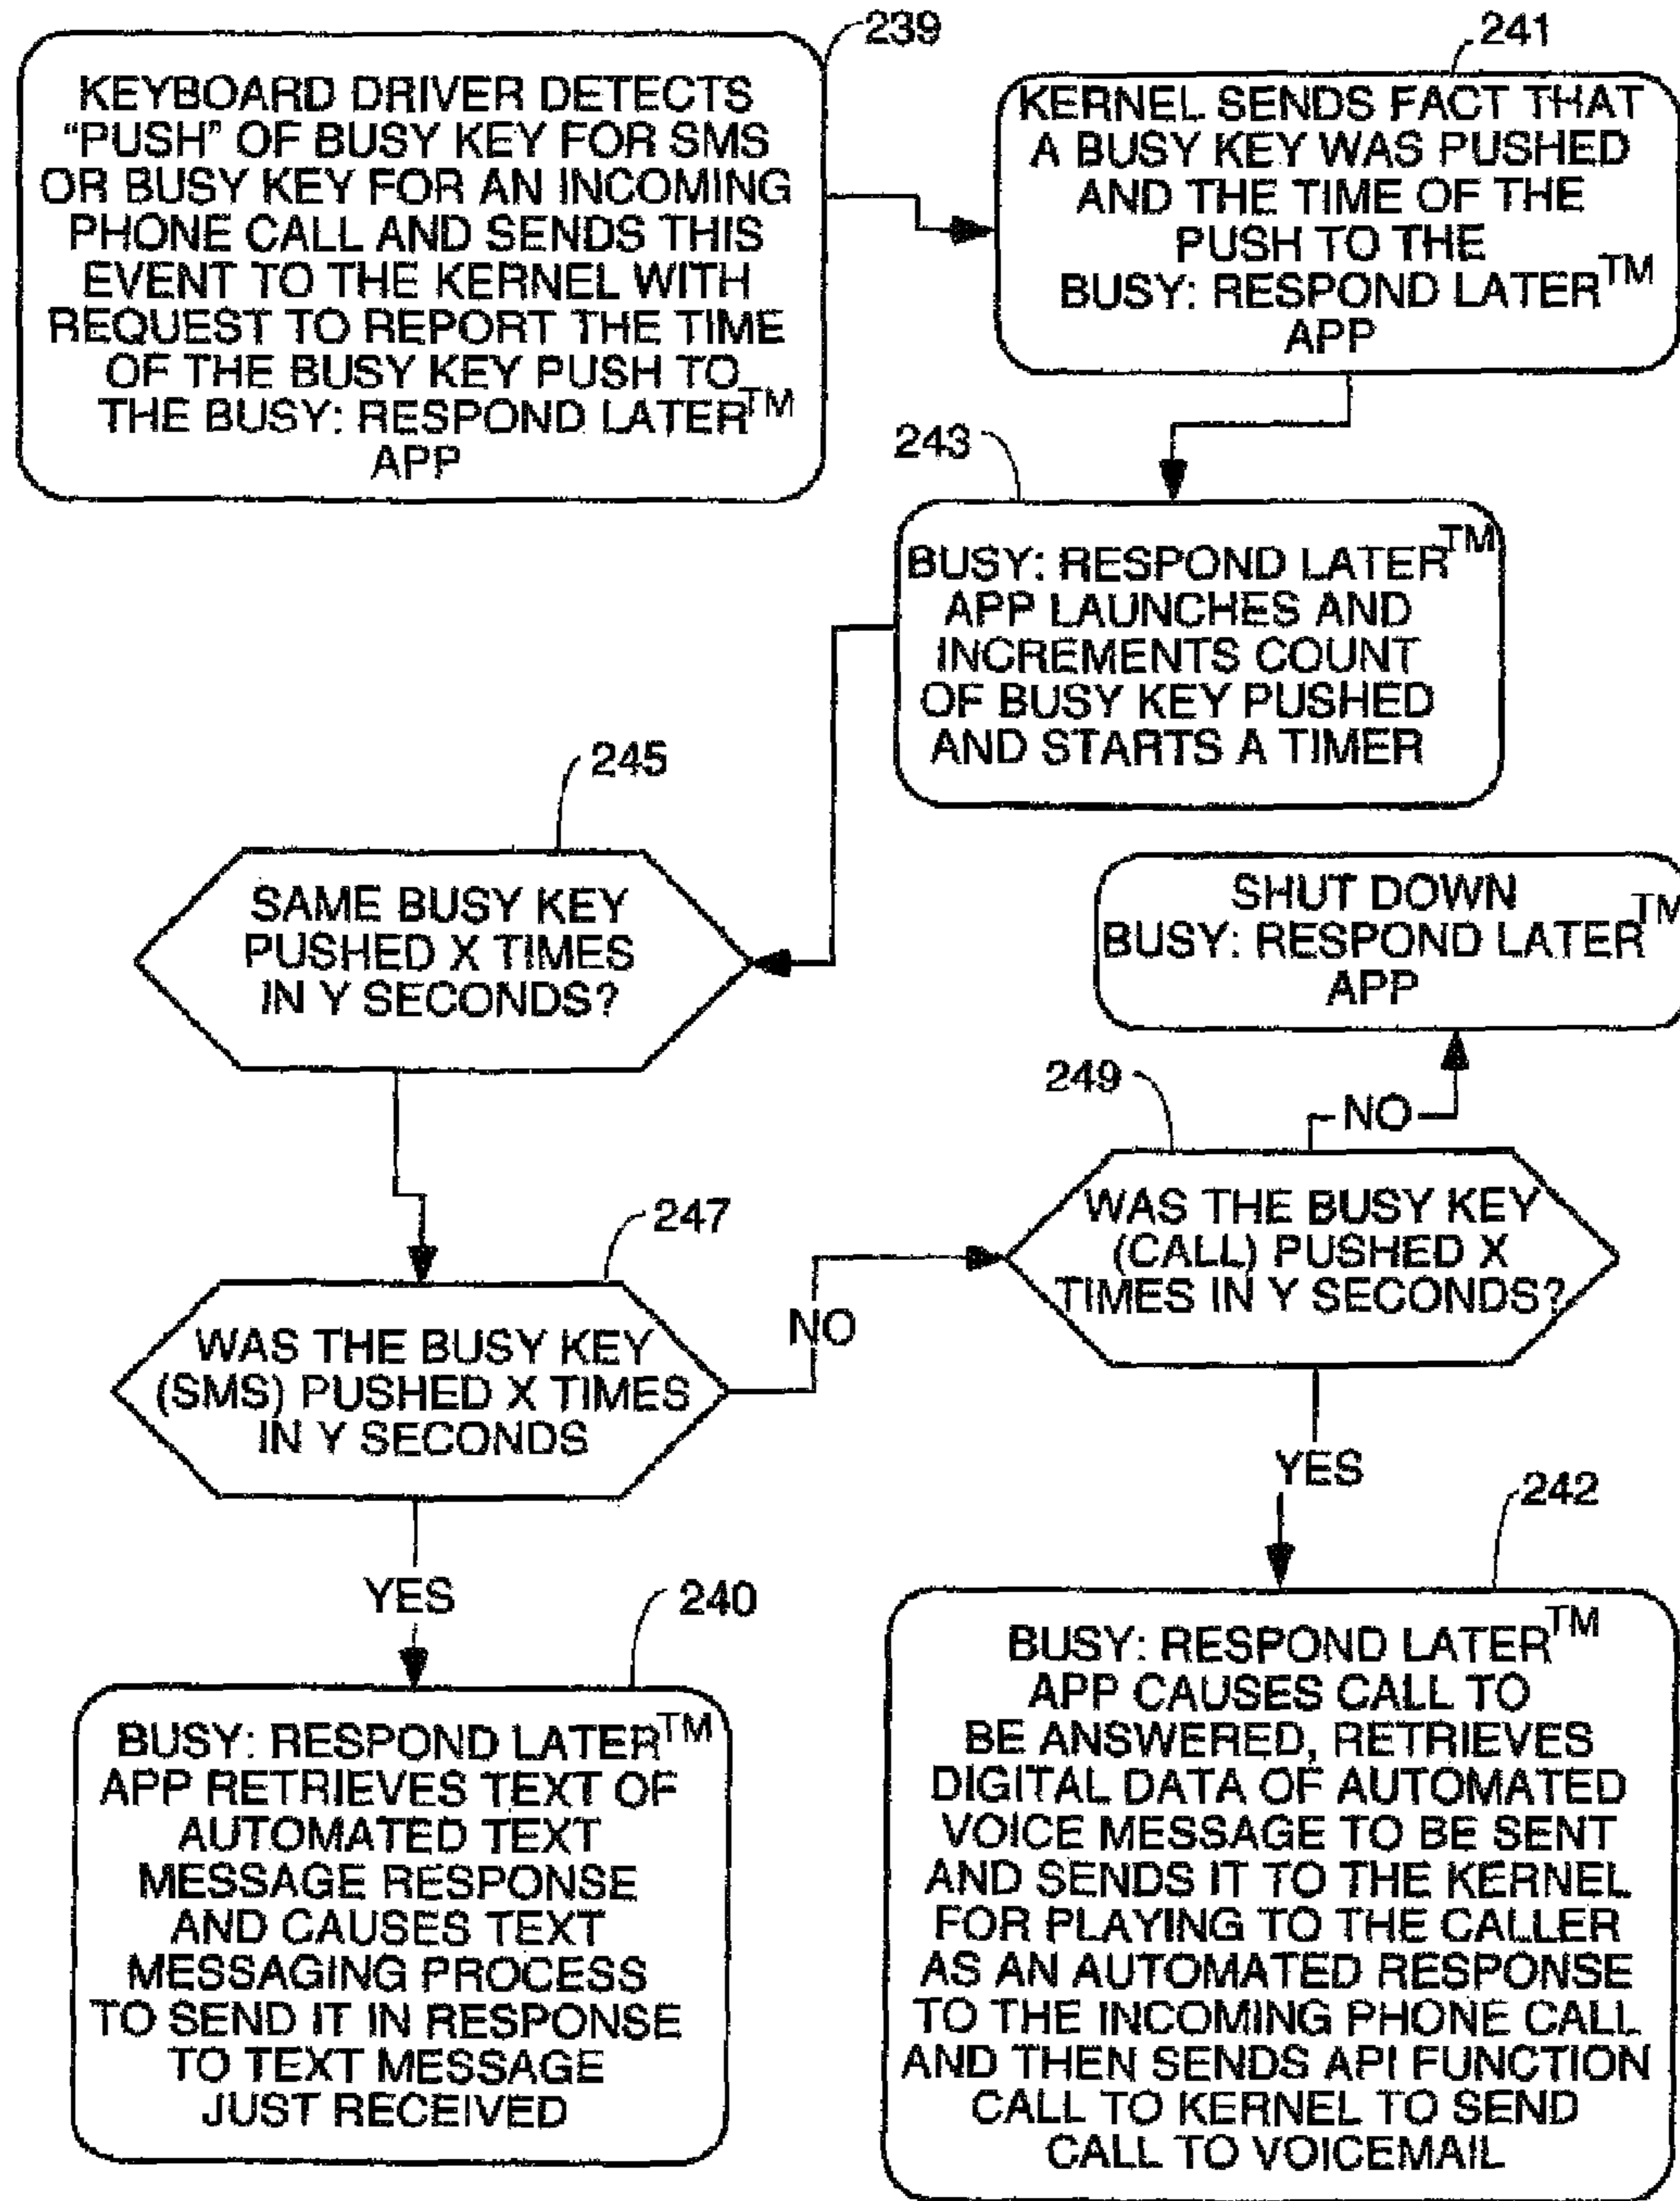 239
KEYBOARD DRIVER DETECTS
"PUSH" OF BUSY KEY FOR SMS
OR BUSY KEY FOR AN INCOMING
PHONE CALL AND SENDS THIS
EVENT TO THE KERNEL WITH
REQUEST TO REPORT THE TIME
OF THE BUSY KEY PUSH TO
THE BUSY: RESPOND LATER™
APP
241
KERNEL SENDS FACT THAT
A BUSY KEY WAS PUSHED
AND THE TIME OF THE
PUSH TO THE
BUSY: RESPOND LATER™
APP
243
BUSY: RESPOND LATER™
APP LAUNCHES AND
INCREMENTS COUNT
OF BUSY KEY PUSHED
AND STARTS A TIMER
245
SAME BUSY KEY
PUSHED X TIMES
IN Y SECONDS?
SHUT DOWN
BUSY: RESPOND LATER™
APP
249
NO
WAS THE BUSY KEY
(CALL) PUSHED X
TIMES IN Y SECONDS?
247
WAS THE BUSY KEY
(SMS) PUSHED X TIMES
IN Y SECONDS
NO
YES
YES
240
BUSY: RESPOND LATER™
APP RETRIEVES TEXT OF
AUTOMATED TEXT
MESSAGE RESPONSE
AND CAUSES TEXT
MESSAGING PROCESS
TO SEND IT IN RESPONSE
TO TEXT MESSAGE
JUST RECEIVED
242
BUSY: RESPOND LATER™
APP CAUSES CALL TO
BE ANSWERED, RETRIEVES
DIGITAL DATA OF AUTOMATED
VOICE MESSAGE TO BE SENT
AND SENDS IT TO THE KERNEL
FOR PLAYING TO THE CALLER
AS AN AUTOMATED RESPONSE
TO THE INCOMING PHONE CALL
AND THEN SENDS API FUNCTION
CALL TO KERNEL TO SEND
CALL TO VOICEMAIL